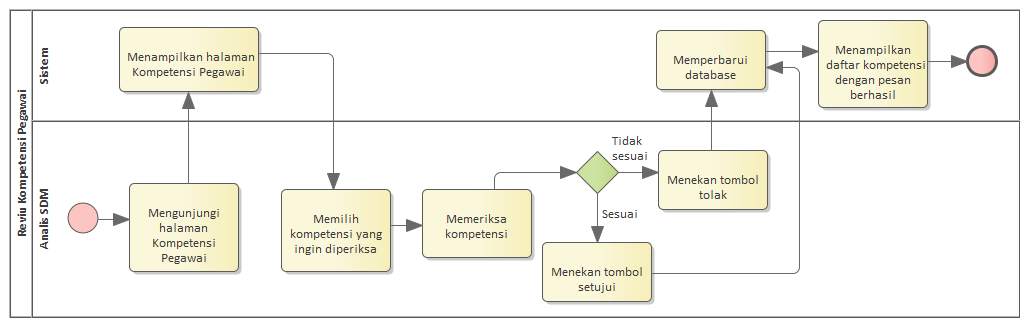 Reviu Kompetensi Pegawai
Sistem
Menampilkan halaman
Kompetensi Pegawai
Memperbarui
database
Menampilkan
daftar kompetensi
dengan pesan
berhasil
Analis SDM
Mengunjungi
halaman
Kompetensi
Pegawai
Memilih
kompetensi yang
ingin diperiksa
Memeriksa
kompetensi
Tidak
sesuai
Sesuai
Menekan tombol
tolak
Menekan tombol
setujui